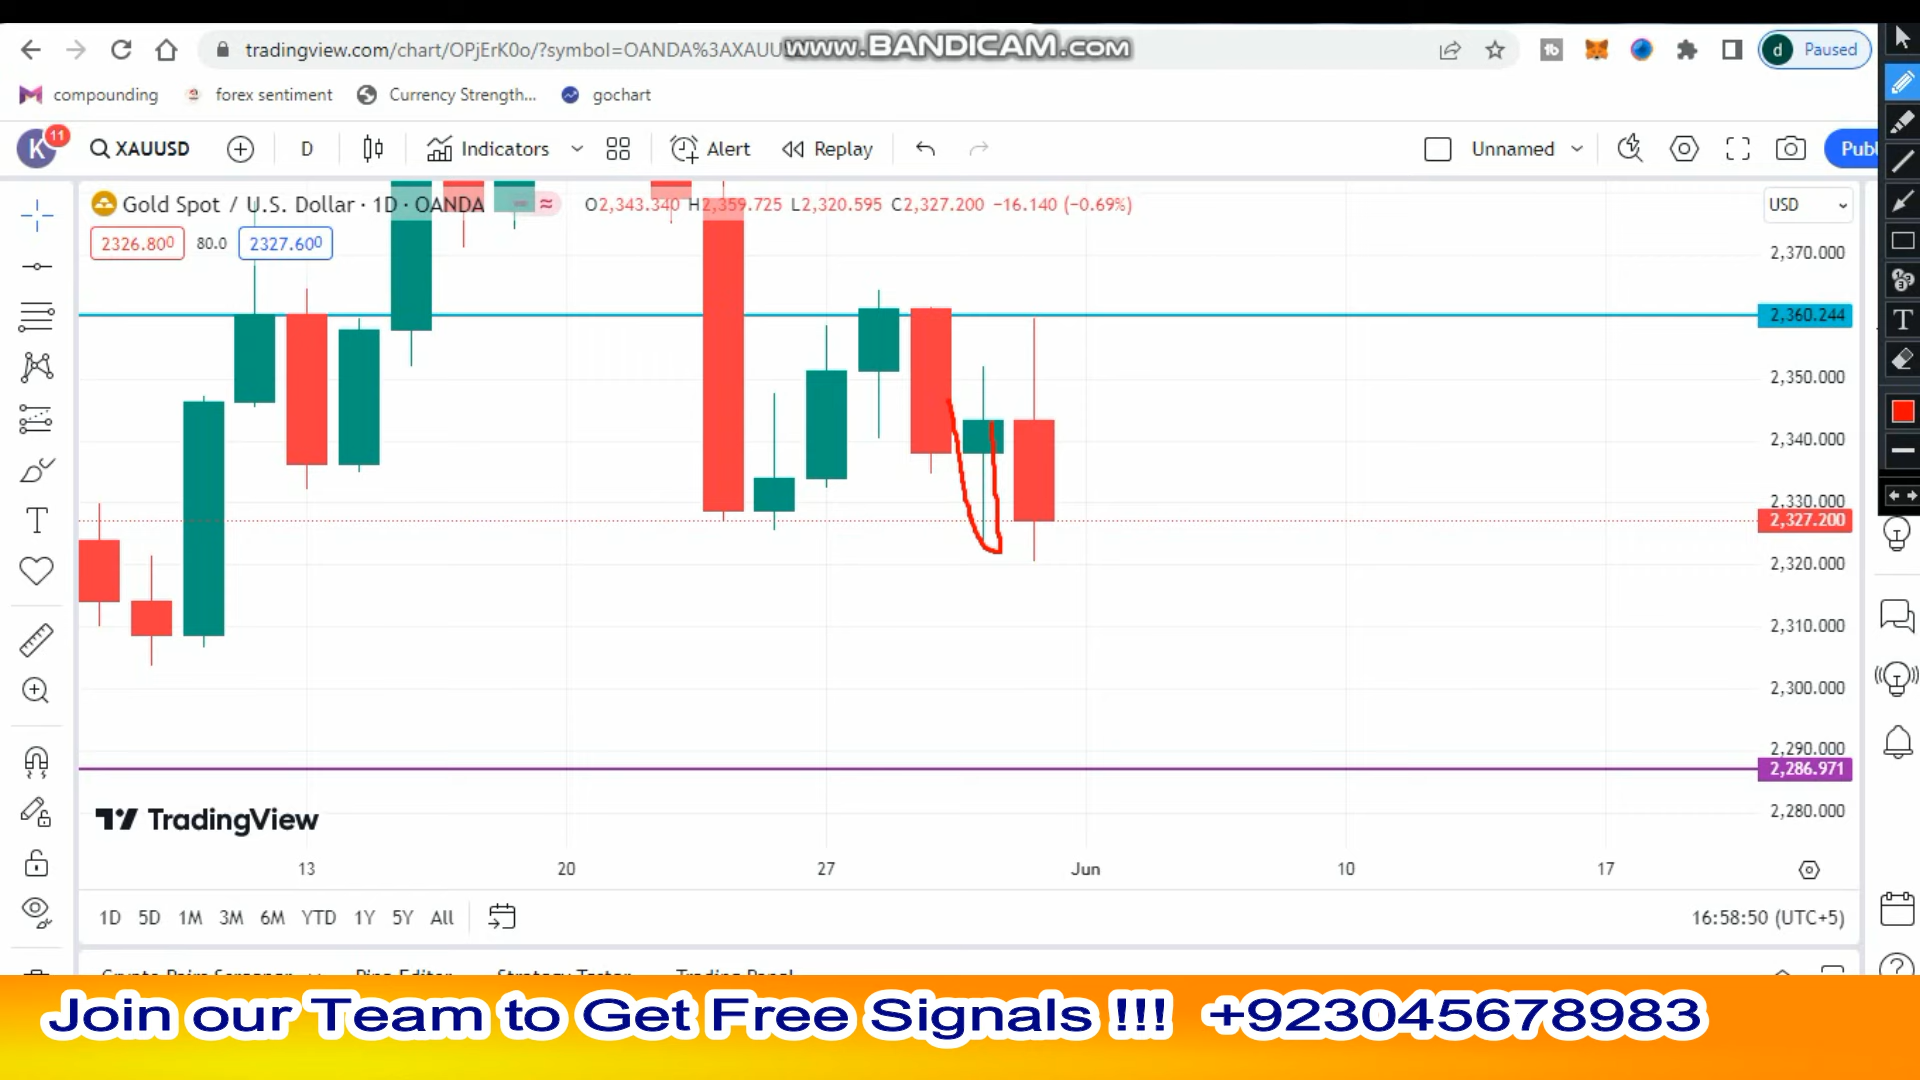 www.BANDICAM.com
tradingview.com/chart/OPjErK0o/?symbol=OANDA%3AXAUU
d Paused
compounding forex sentiment Currency Strength... gochart
K 11 XAUUSD D Indicators Alert Replay Unnamed Publ
Gold Spot / U.S. Dollar · 1D · OANDA O2,343.340 H2,359.725 L2,320.595 C2,327.200 −16.140 (−0.69%) USD
2326.800 80.0 2327.600
2,370.000
2,360.244
2,350.000
2,340.000
2,330.000
2,327.200
2,320.000
2,310.000
2,300.000
2,290.000
2,286.971
2,280.000
TradingView
13 20 27 Jun 10 17
1D 5D 1M 3M 6M YTD 1Y 5Y All 16:58:50 (UTC+5)
Join our Team to Get Free Signals !!! +923045678983